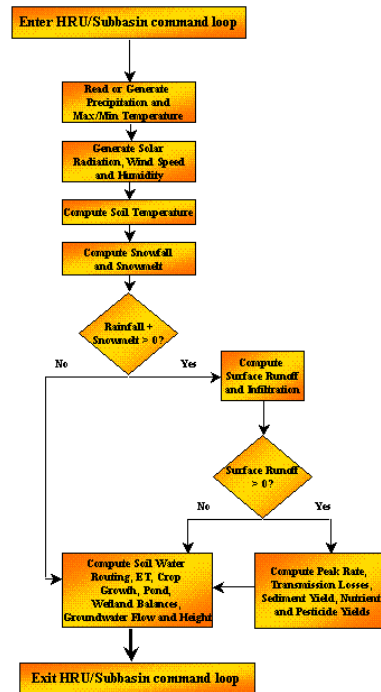 Enter HRU/Subbasin command loop
Read or Generate
Precipitation and
Max/Min Temperature
Generate Solar
Radiation, Wind Speed
and Humidity
Compute Soil Temperature
Compute Snowfall
and Snowmelt
Rainfall +
Snowmelt > 0?
No
Yes
Compute
Surface Runoff
and Infiltration
Surface Runoff
> 0?
No
Yes
Compute Soil Water
Routing, ET, Crop
Growth, Pond,
Wetland Balances,
Groundwater Flow and Height
Compute Peak Rate,
Transmission Losses,
Sediment Yield, Nutrient
and Pesticide Yields
Exit HRU/Subbasin command loop